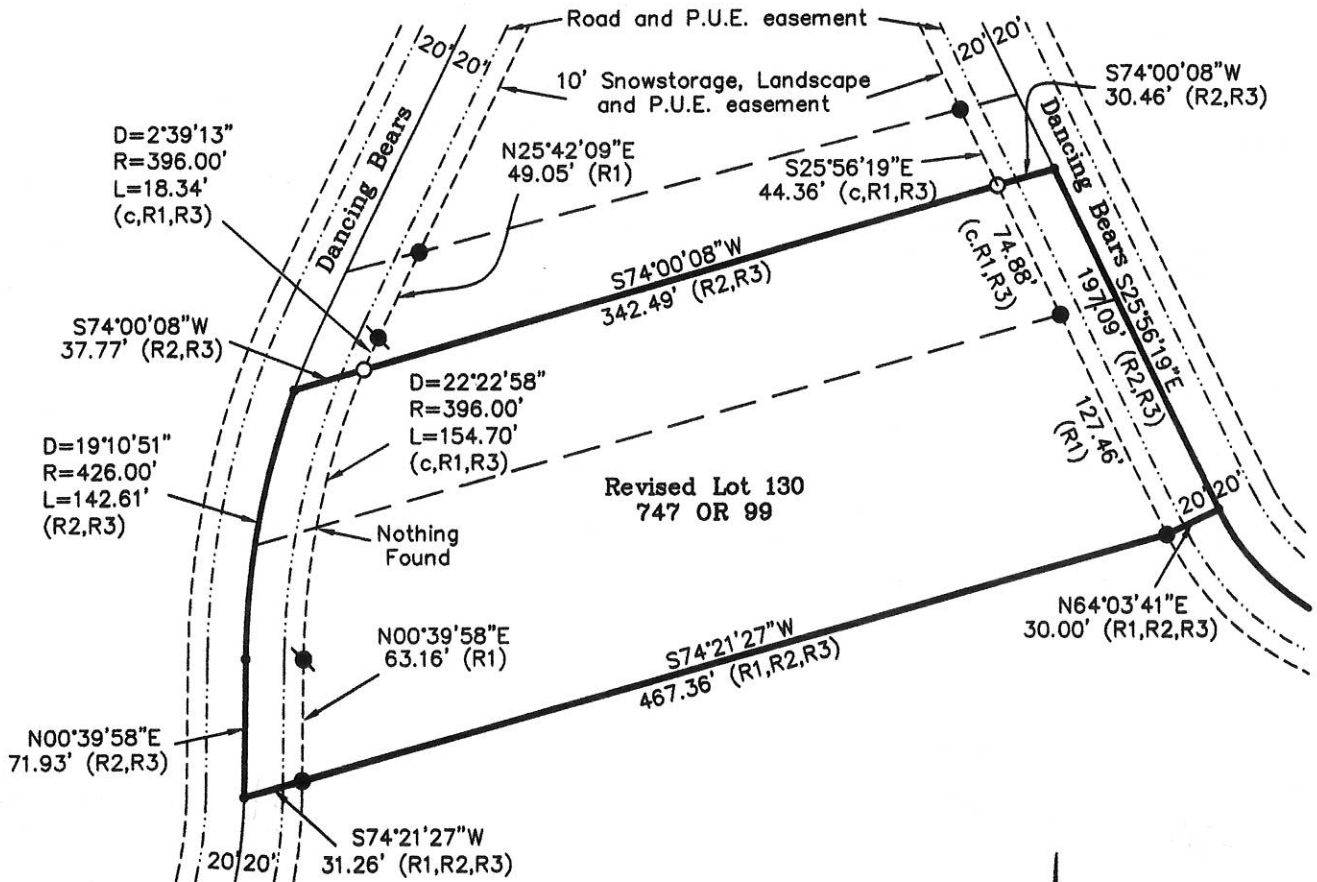 Road and P.U.E. easement
20' 20'
20' 20'
10' Snowstorage, Landscape
and P.U.E. easement
S74°00'08"W
30.46' (R2,R3)
D=2°39'13"
R=396.00'
L=18.34'
(c,R1,R3)
Dancing Bears
N25°42'09"E
49.05' (R1)
S25°56'19"E
44.36' (c,R1,R3)
Dancing Bears S25°56'19"E
197.09' (R2,R3)
74.88'
(c.R1,R3)
S74°00'08"W
342.49' (R2,R3)
S74°00'08"W
37.77' (R2,R3)
D=22°22'58"
R=396.00'
L=154.70'
(c,R1,R3)
127.46'
(R1)
D=19°10'51"
R=426.00'
L=142.61'
(R2,R3)
Revised Lot 130
747 OR 99
20' 20'
Nothing
Found
N00°39'58"E
63.16' (R1)
S74°21'27"W
467.36' (R1,R2,R3)
N64°03'41"E
30.00' (R1,R2,R3)
N00°39'58"E
71.93' (R2,R3)
S74°21'27"W
31.26' (R1,R2,R3)
20' 20'